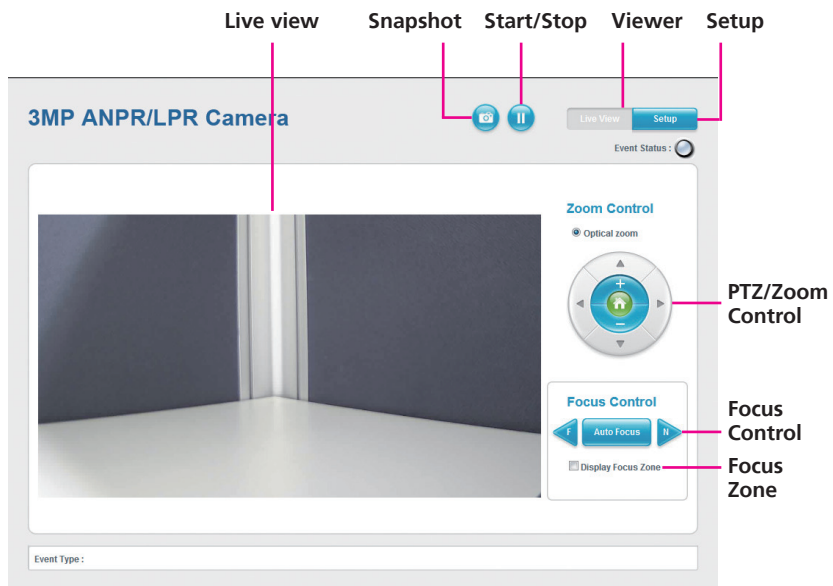 Live view Snapshot Start/Stop Viewer Setup
3MP ANPR/LPR Camera
Live View Setup
Event Status :
Zoom Control
Optical zoom
+
−
PTZ/Zoom
Control
Focus Control
F Auto Focus N
Display Focus Zone
Focus
Control
Focus
Zone
Event Type :